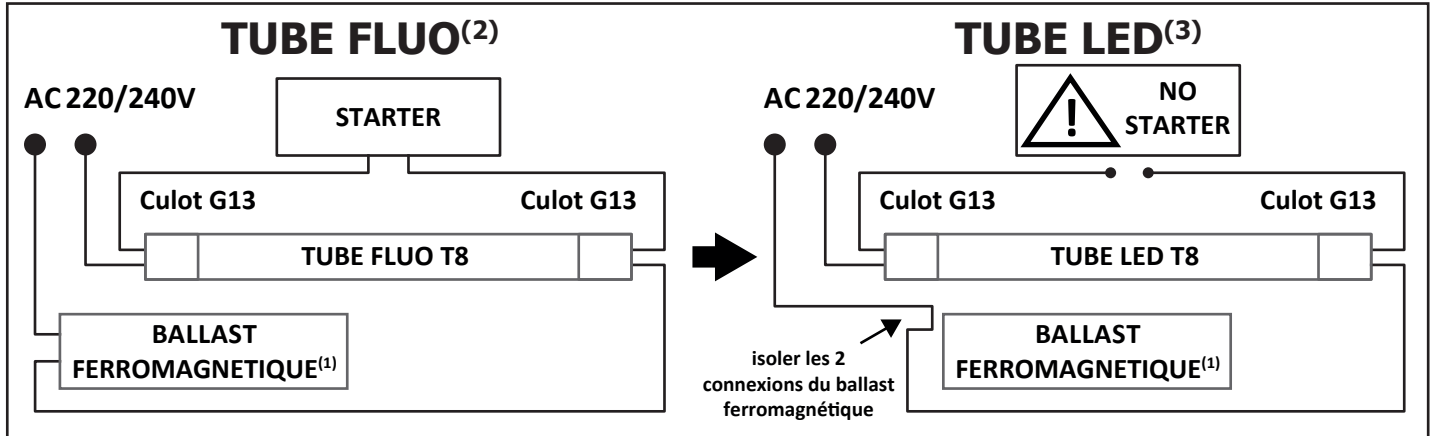 TUBE FLUO(2)
AC 220/240V
STARTER
Culot G13
Culot G13
TUBE FLUO T8
BALLAST
FERROMAGNETIQUE(1)
TUBE LED(3)
AC 220/240V
!
NO
STARTER
Culot G13
Culot G13
TUBE LED T8
isoler les 2
connexions du ballast
ferromagnétique
BALLAST
FERROMAGNETIQUE(1)